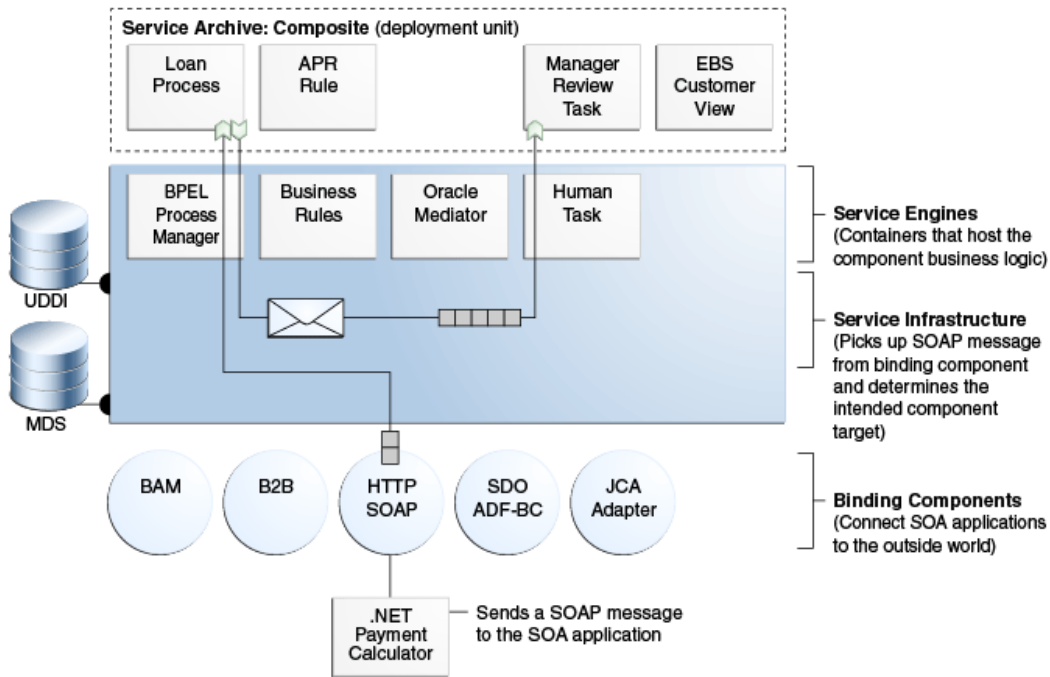 Service Archive: Composite (deployment unit)
Loan
Process
APR
Rule
Manager
Review
Task
EBS
Customer
View
BPEL
Process
Manager
Business
Rules
Oracle
Mediator
Human
Task
Service Engines
(Containers that host the
component business logic)
UDDI
MDS
Service Infrastructure
(Picks up SOAP message
from binding component
and determines the
intended component
target)
BAM
B2B
HTTP
SOAP
SDO
ADF-BC
JCA
Adapter
Binding Components
(Connect SOA applications
to the outside world)
.NET
Payment
Calculator
Sends a SOAP message
to the SOA application